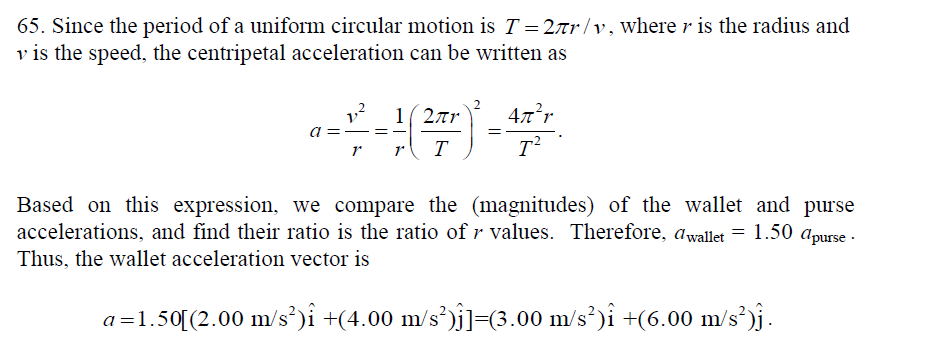 65. Since the period of a uniform circular motion is T = 2πr / v, where r is the radius and
v is the speed, the centripetal acceleration can be written as
a = v²/r = 1/r (2πr/T)² = 4π²r/T².
Based on this expression, we compare the (magnitudes) of the wallet and purse
accelerations, and find their ratio is the ratio of r values. Therefore, a_wallet = 1.50 a_purse .
Thus, the wallet acceleration vector is
a = 1.50[(2.00 m/s²)î +(4.00 m/s²)ĵ]=(3.00 m/s²)î +(6.00 m/s²)ĵ .